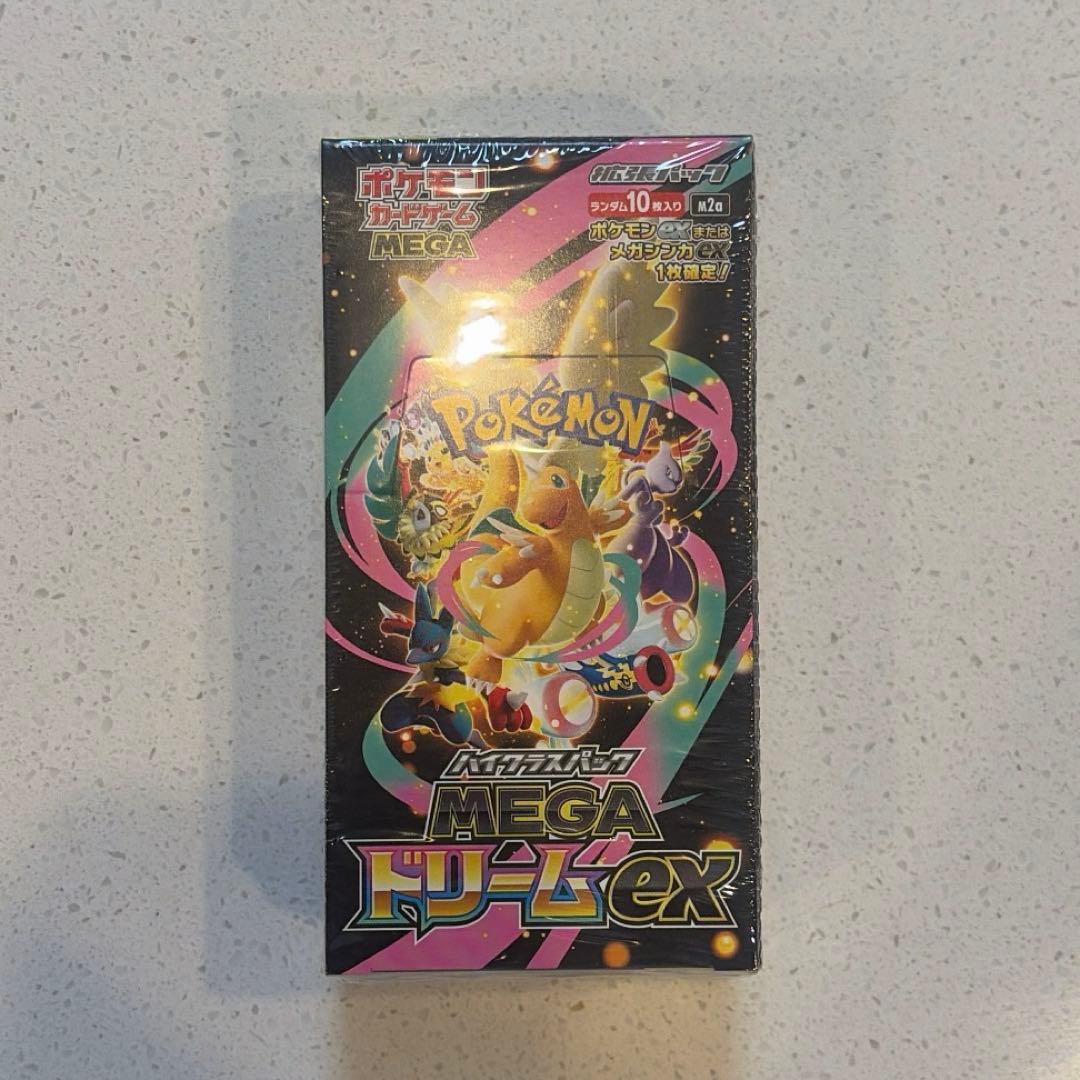 ポケモン
カードゲーム
MEGA
拡張パック
ランダム10枚入り M2a
ポケモンexまたは
メガシンカex
1枚確定!
POKéMON
ハイクラスパック
MEGA
ドリームex